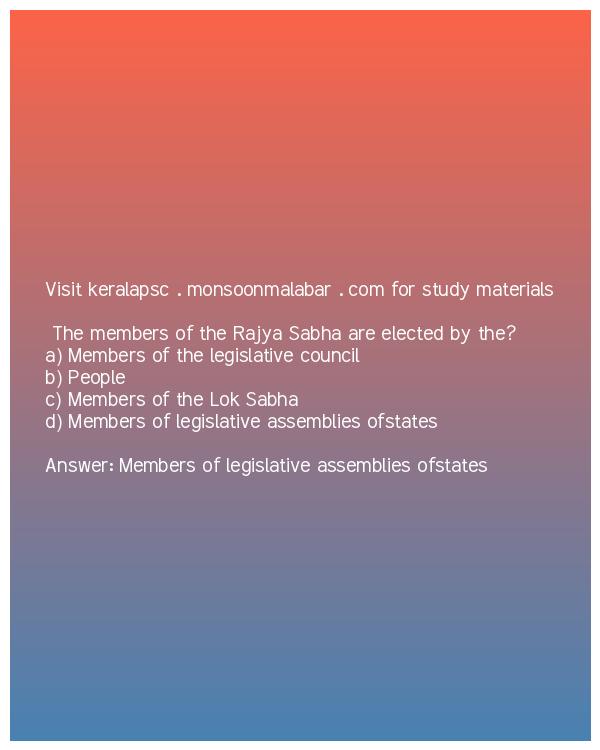 Visit keralapsc . monsoonmalabar . com for study materials
The members of the Rajya Sabha are elected by the?
a) Members of the legislative council
b) People
c) Members of the Lok Sabha
d) Members of legislative assemblies ofstates
Answer: Members of legislative assemblies ofstates